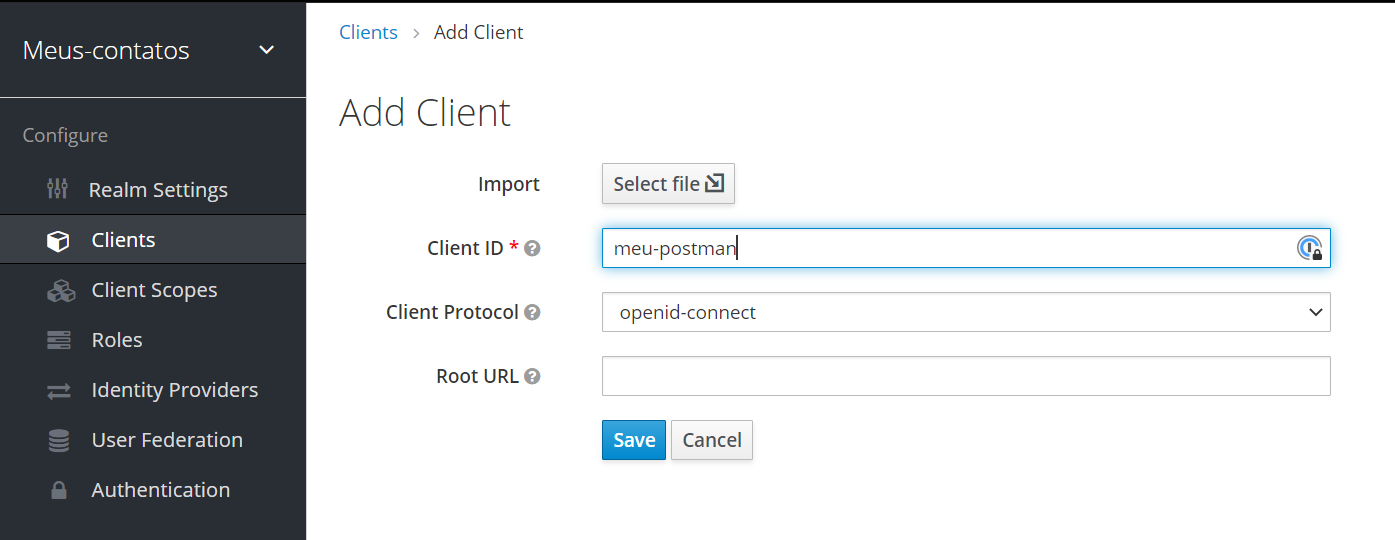 Meus-contatos
Configure
Realm Settings
Clients
Client Scopes
Roles
Identity Providers
User Federation
Authentication
Clients > Add Client
Add Client
Import Select file
Client ID * meu-postman
Client Protocol openid-connect
Root URL
Save Cancel